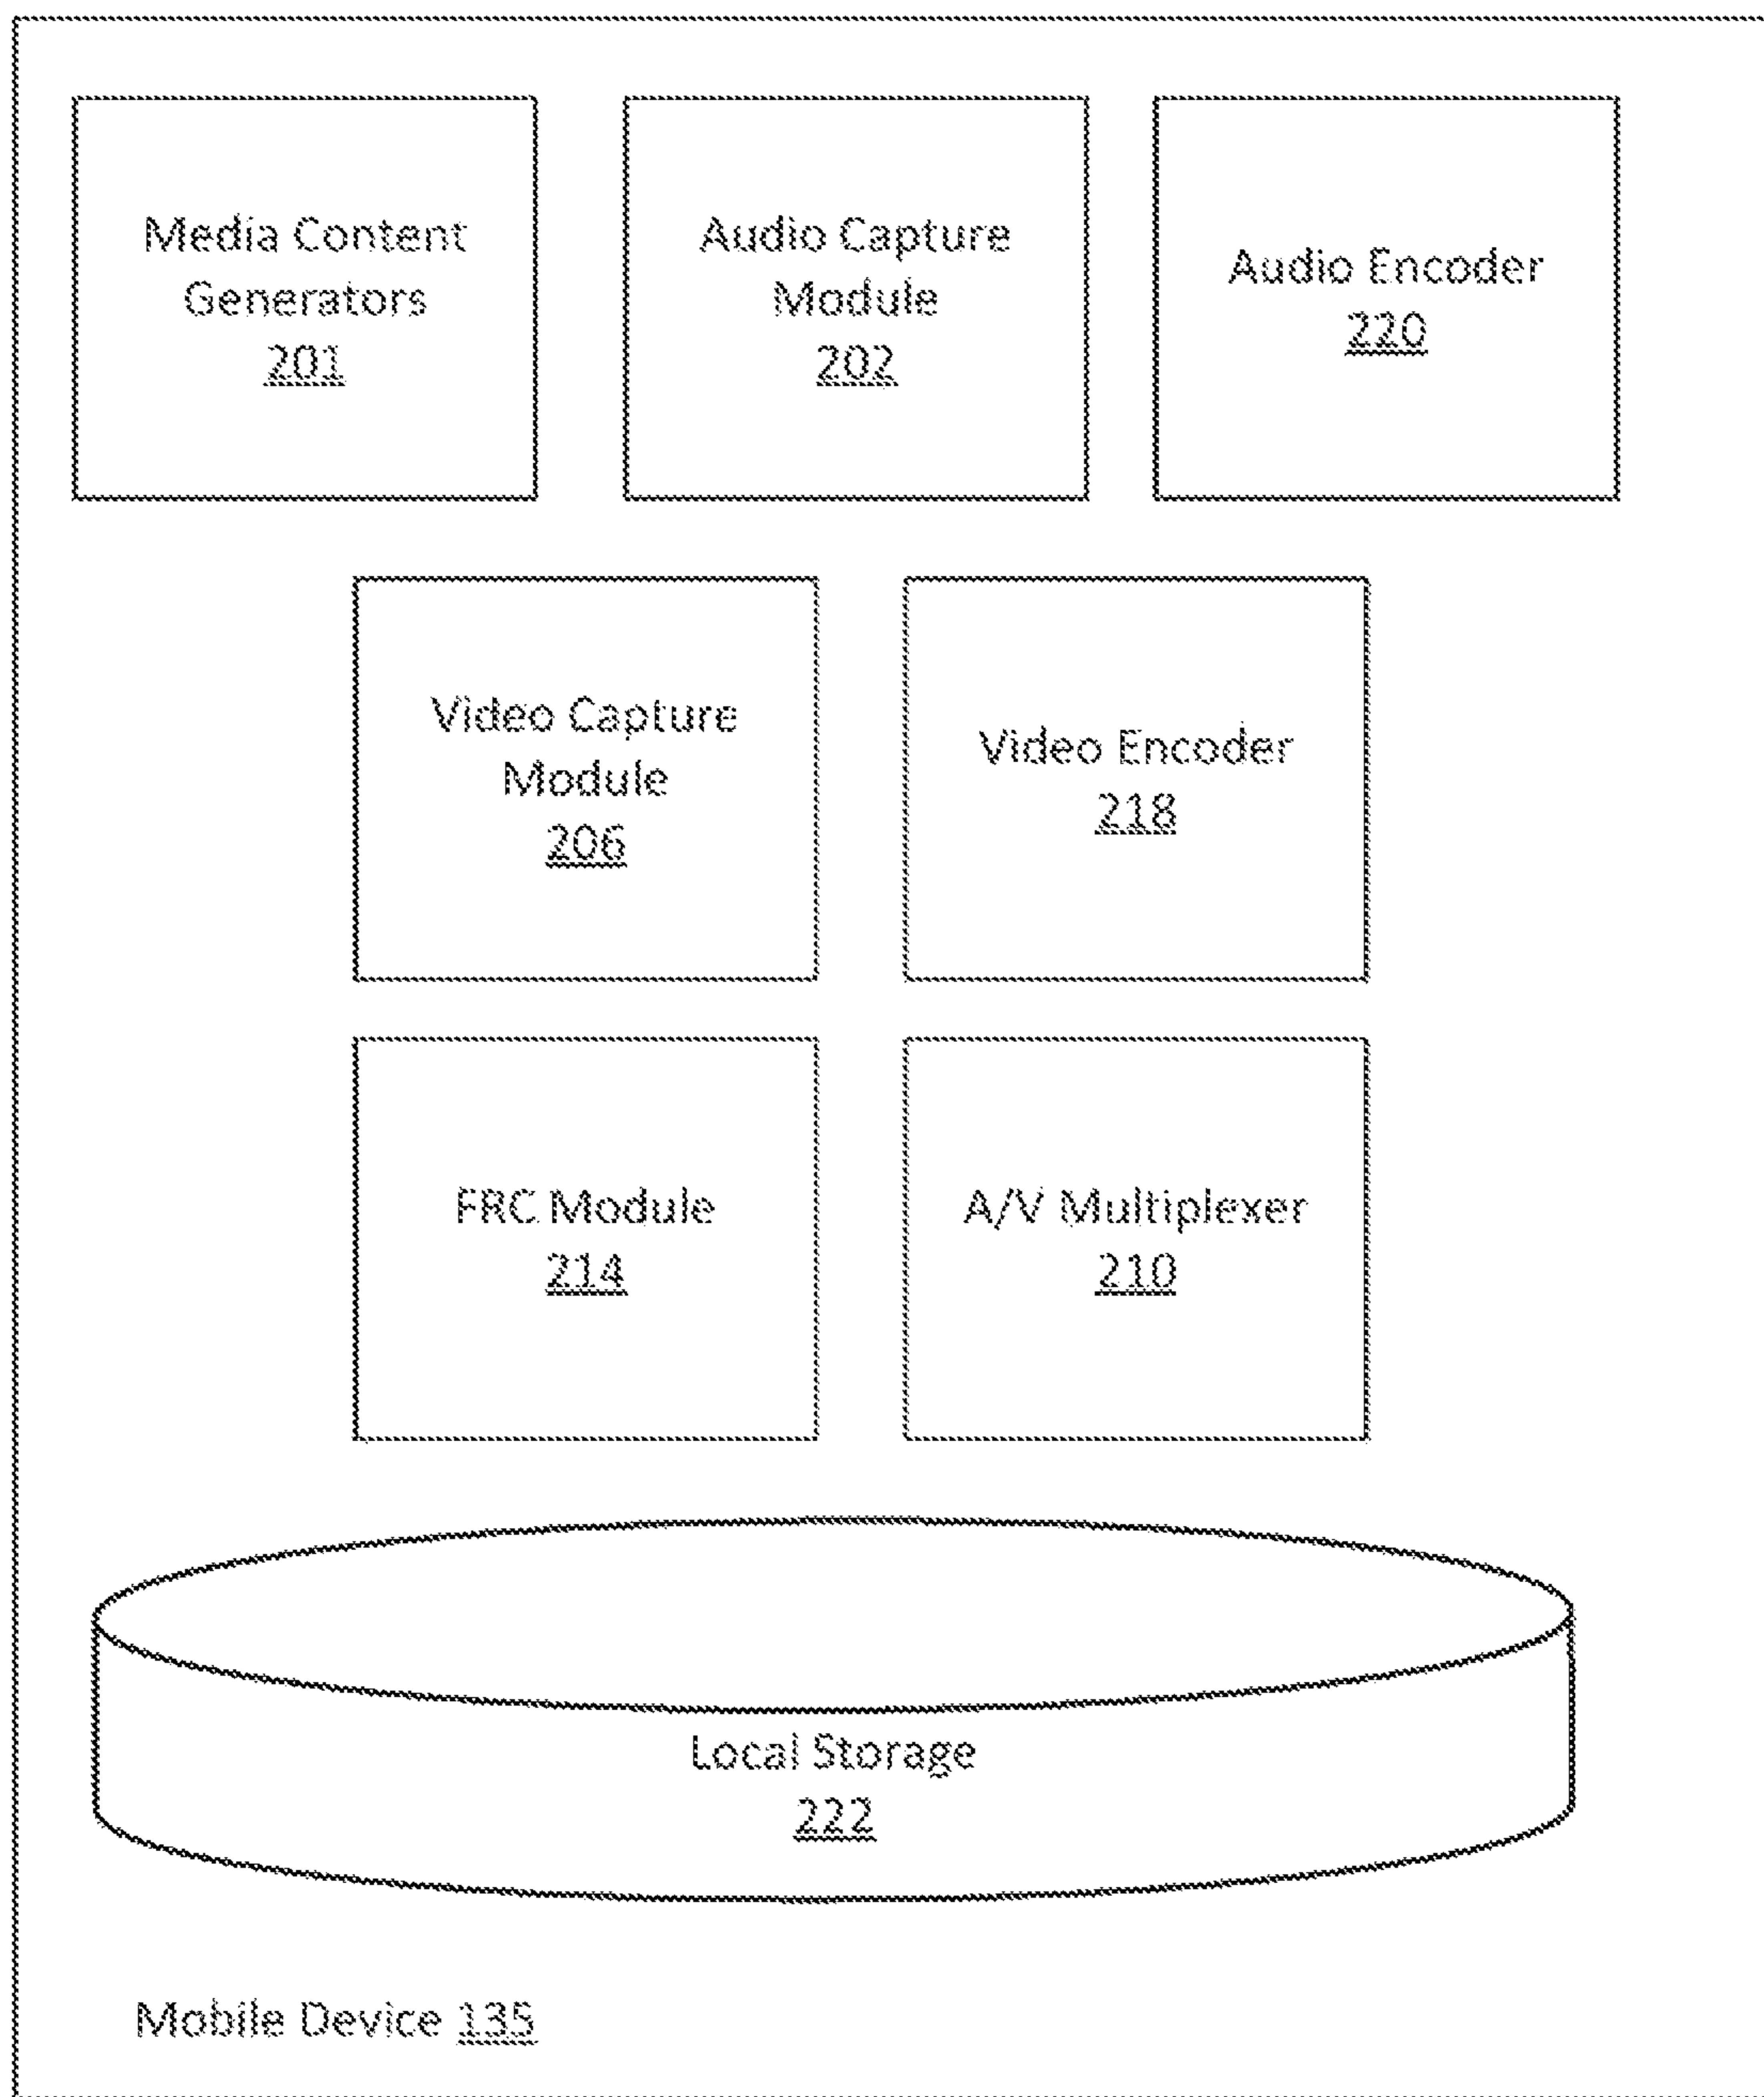 Media Content
Generators
201
Audio Capture
Module
202
Audio Encoder
220
Video Capture
Module
206
Video Encoder
218
FRC Module
214
A/V Multiplexer
210
Local Storage
222
Mobile Device 135